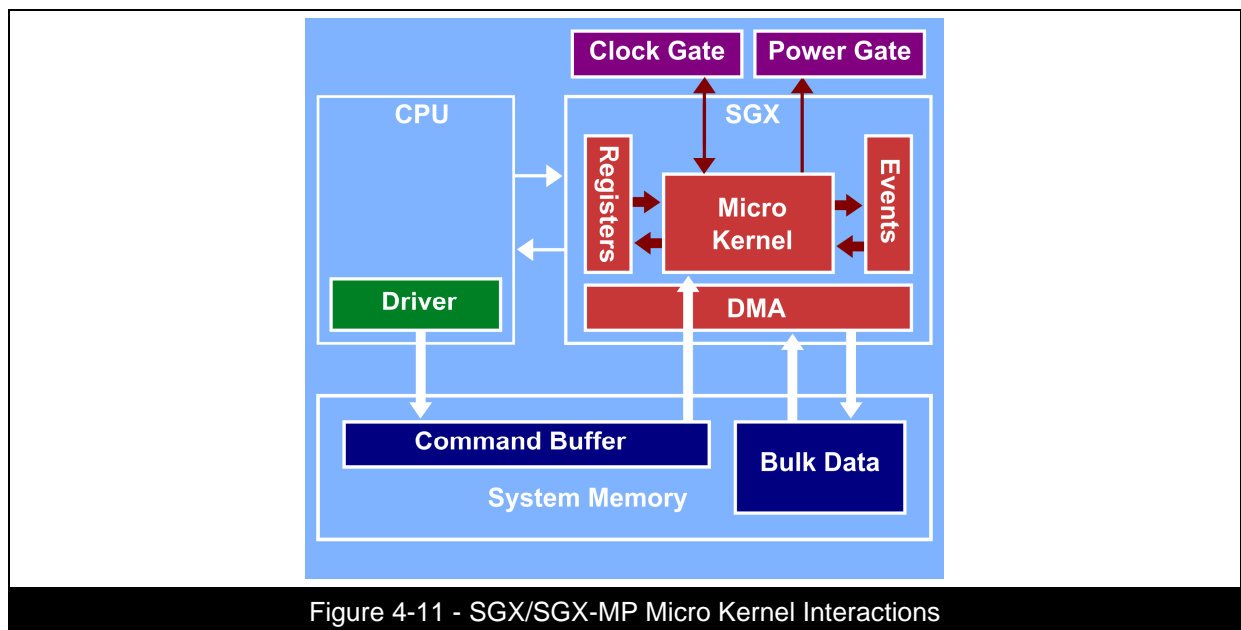 Clock Gate
Power Gate
CPU
SGX
Registers
Micro
Kernel
Events
Driver
DMA
Command Buffer
Bulk Data
System Memory
Figure 4-11 - SGX/SGX-MP Micro Kernel Interactions